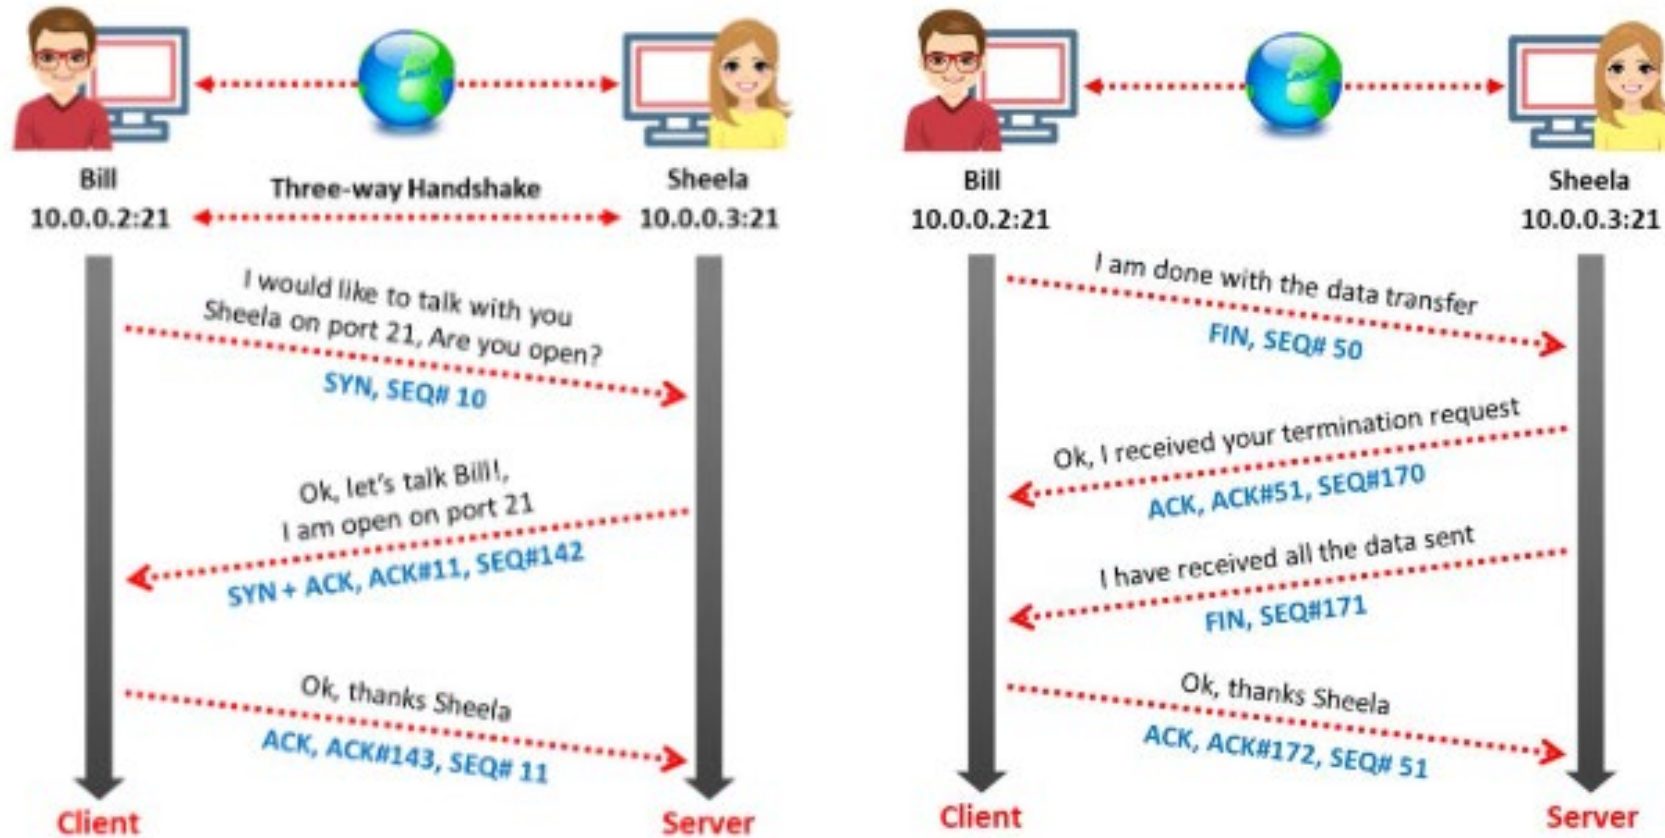 Bill
Three-way Handshake
Sheela
10.0.0.2:21
10.0.0.3:21
I would like to talk with you
Sheela on port 21, Are you open?
SYN, SEQ# 10
Ok, let's talk Bill!,
I am open on port 21
SYN + ACK, ACK#11, SEQ#142
Ok, thanks Sheela
ACK, ACK#143, SEQ# 11
Client
Server
Bill
Sheela
10.0.0.2:21
10.0.0.3:21
I am done with the data transfer
FIN, SEQ# 50
Ok, I received your termination request
ACK, ACK#51, SEQ#170
I have received all the data sent
FIN, SEQ#171
Ok, thanks Sheela
ACK, ACK#172, SEQ# 51
Client
Server